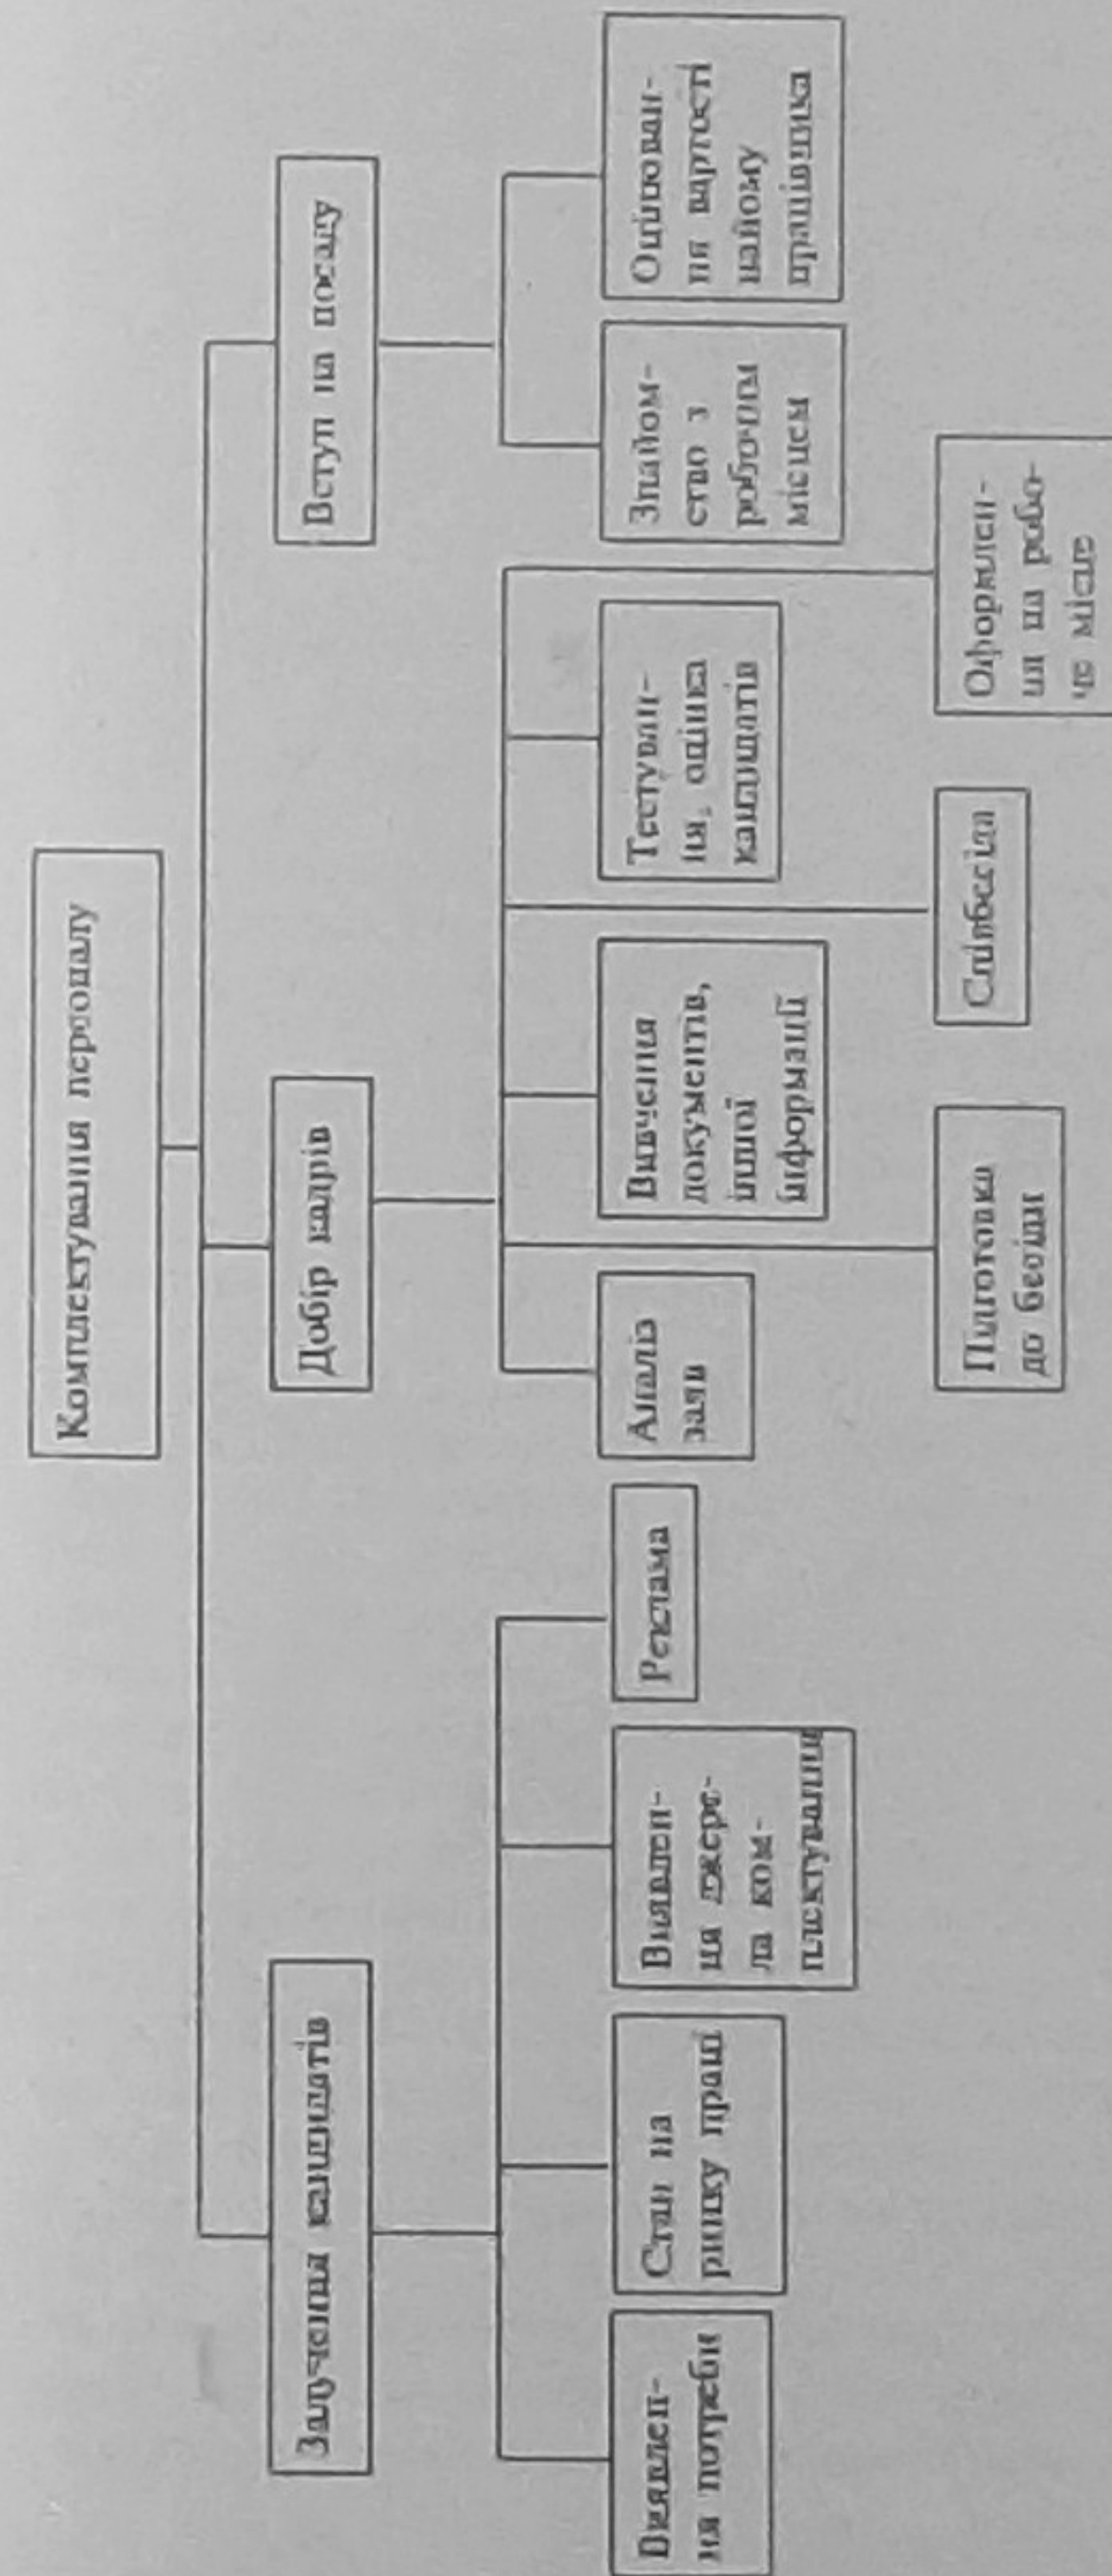 Комплектування персоналу
Залучення кандидатів
Добір кадрів
Вступ на посаду
Виявлен-
ня потреби
Стан на
ринку праці
Виявлен-
ня джере-
ла ком-
плектування
Реклама
Аналіз
заяв
Вивчення
документів,
іншої
інформації
Тестуван-
ня, оцінка
кандидатів
Знайом-
ство з
робочим
місцем
Оцінюван-
ня вартості
найому
працівника
Підготовка
до бесіди
Співбесіда
Оформлен-
ня на робо-
че місце